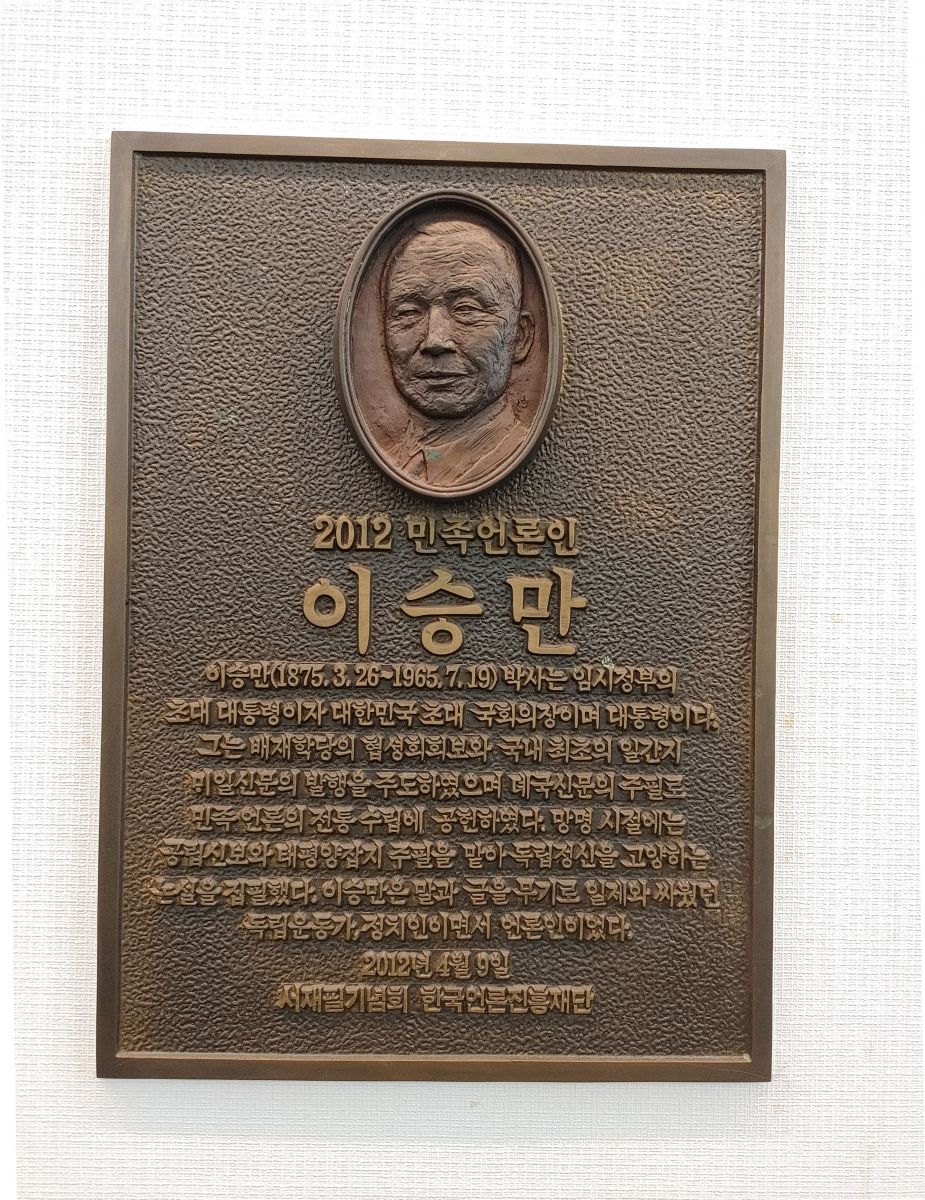 2012 민족언론인
이승만
이승만(1875. 3. 26~1965. 7. 19) 박사는 임시정부의
초대 대통령이자 대한민국 초대 국회의장이며 대통령이다.
그는 배재학당의 협성회회보와 국내 최초의 일간지
매일신문의 발행을 주도하였으며 데국신문의 주필로
민족 언론의 전통 수립에 공헌하였다. 망명 시절에는
공립신보와 태평양잡지 주필을 맡아 독립정신을 고양하는
논설을 집필했다. 이승만은 말과 글을 무기로 일제와 싸웠던
독립운동가, 정치인이면서 언론인이었다.
2012년 4월 9일
서재필기념회 한국언론진흥재단